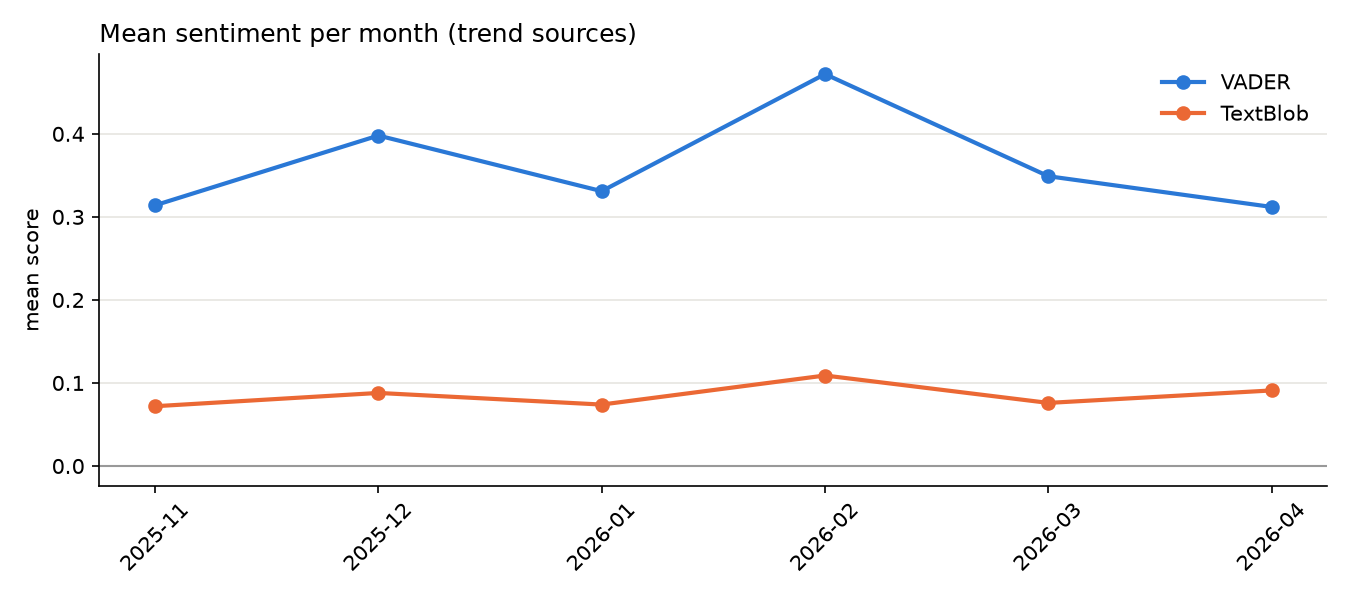 Mean sentiment per month (trend sources)
VADER
TextBlob
mean score
0.4
0.3
0.2
0.1
0.0
2025-11
2025-12
2026-01
2026-02
2026-03
2026-04